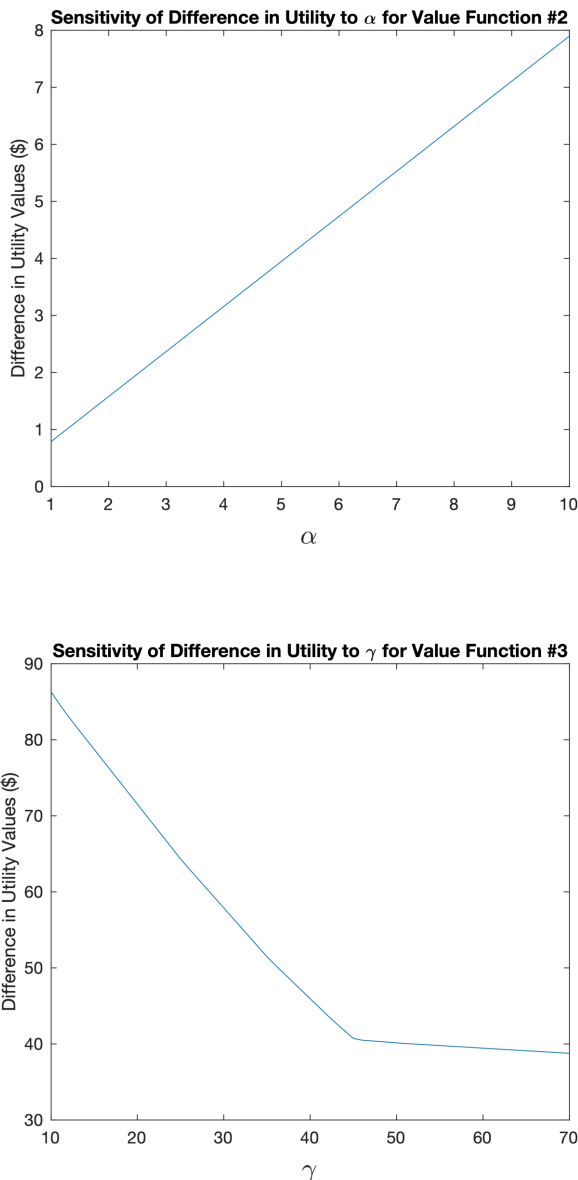 Sensitivity of Difference in Utility to α for Value Function #2
Difference in Utility Values ($)
8
7
6
5
4
3
2
1
0
1 2 3 4 5 6 7 8 9 10
α
Sensitivity of Difference in Utility to γ for Value Function #3
Difference in Utility Values ($)
90
80
70
60
50
40
30
10 20 30 40 50 60 70
γ